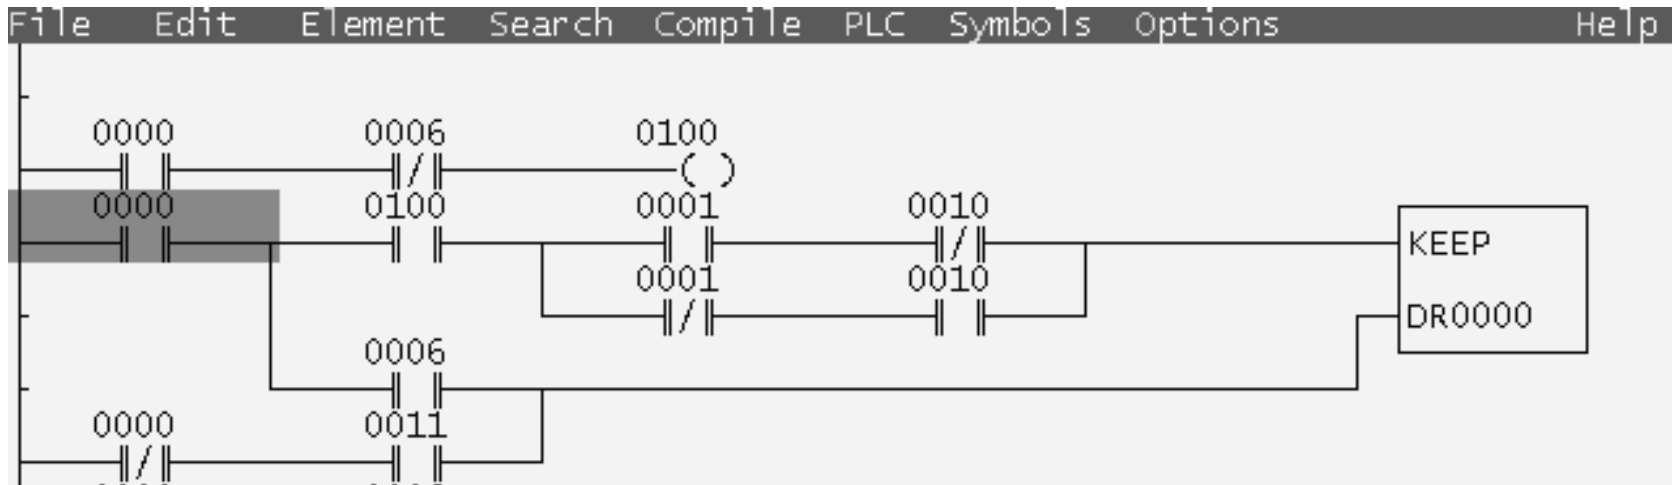 File Edit Element Search Compile PLC Symbols Options Help
0000 0006 0100
0000 0100 0001 0010
KEEP
0001 0010
DR0000
0006
0000 0011